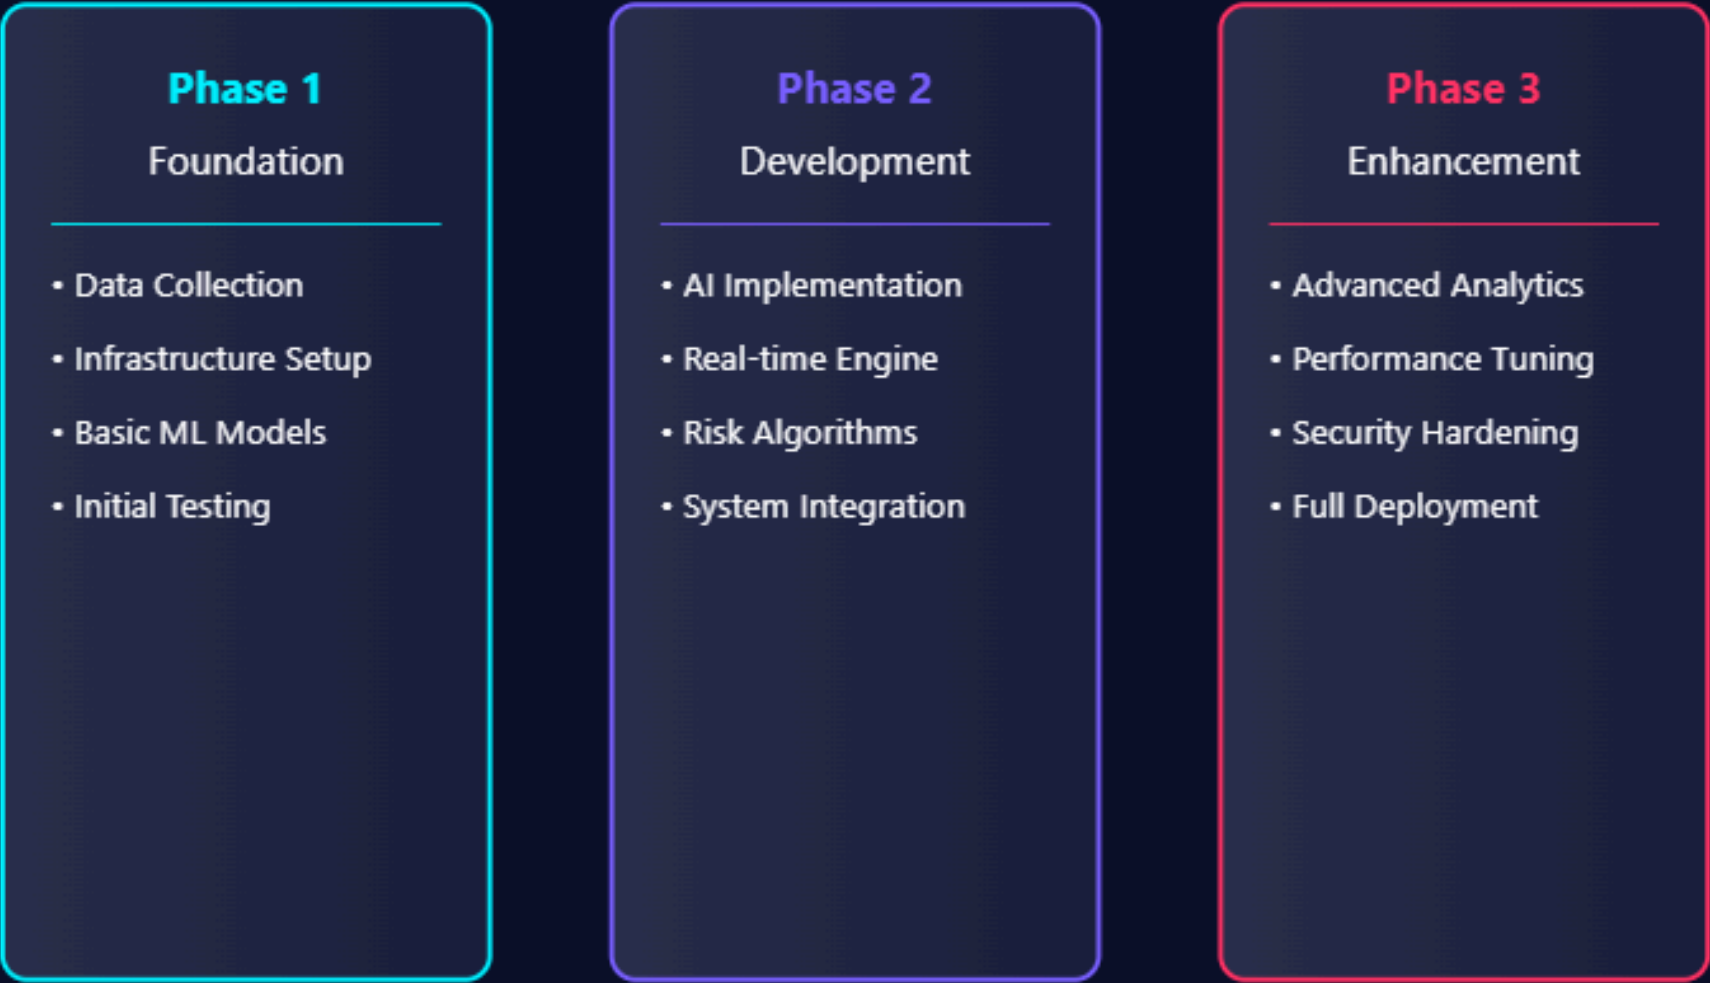 Phase 1
Foundation
• Data Collection
• Infrastructure Setup
• Basic ML Models
• Initial Testing
Phase 2
Development
• AI Implementation
• Real-time Engine
• Risk Algorithms
• System Integration
Phase 3
Enhancement
• Advanced Analytics
• Performance Tuning
• Security Hardening
• Full Deployment